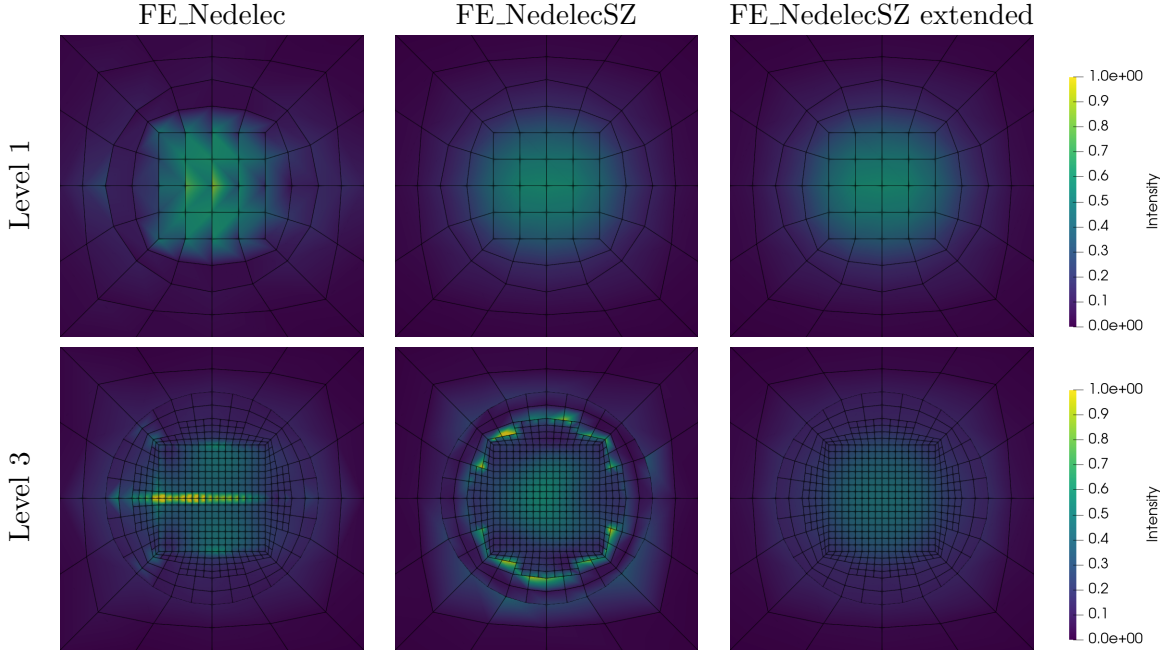 FE_Nedelec
FE_NedelecSZ
FE_NedelecSZ extended
Level 1
1.0e+00
0.9
0.8
0.7
0.6
0.5
0.4
0.3
0.2
0.1
0.0e+00
Intensity
Level 3
1.0e+00
0.9
0.8
0.7
0.6
0.5
0.4
0.3
0.2
0.1
0.0e+00
Intensity